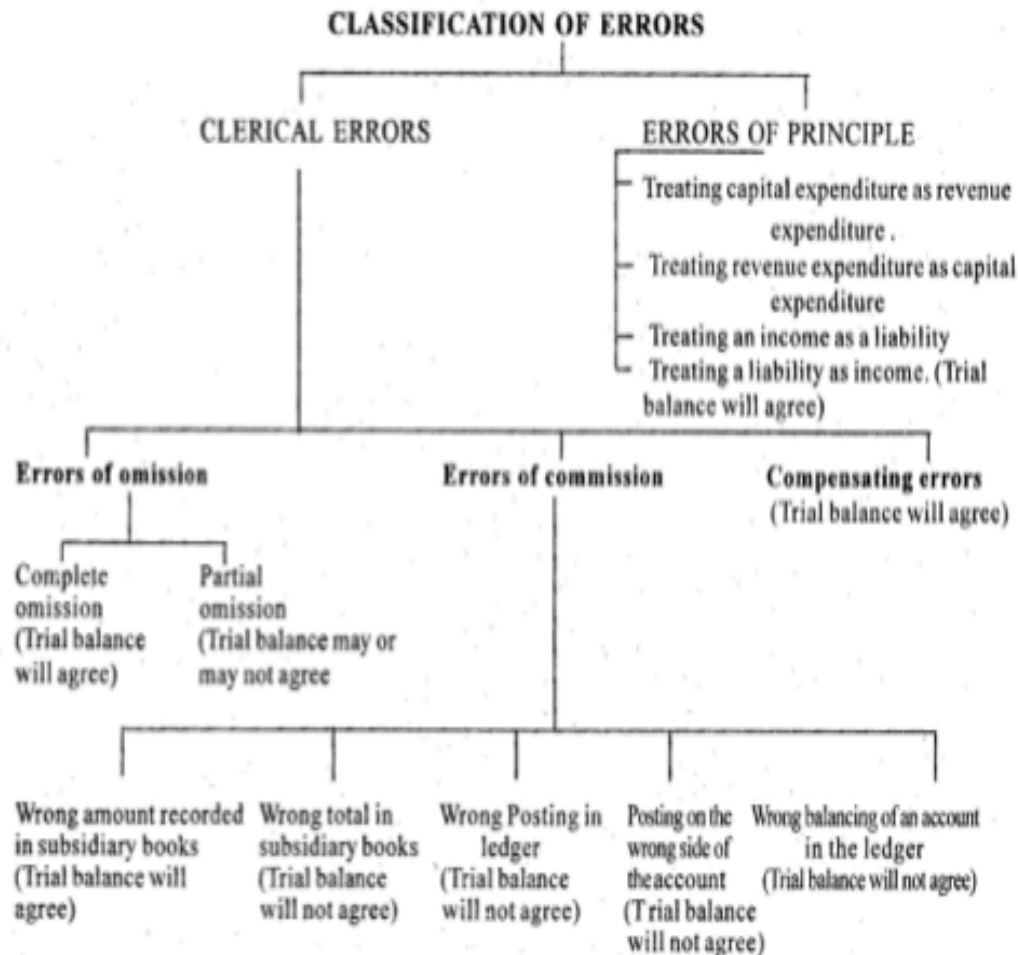 CLASSIFICATION OF ERRORS
CLERICAL ERRORS
ERRORS OF PRINCIPLE
Treating capital expenditure as revenue
expenditure .
Treating revenue expenditure as capital
expenditure
Treating an income as a liability
Treating a liability as income. (Trial
balance will agree)
Errors of omission
Errors of commission
Compensating errors
(Trial balance will agree)
Complete
omission
(Trial balance
will agree)
Partial
omission
(Trial balance may or
may not agree
Wrong amount recorded
in subsidiary books
(Trial balance will
agree)
Wrong total in
subsidiary books
(Trial balance
will not agree)
Wrong Posting in
ledger
(Trial balance
will not agree)
Posting on the
wrong side of
the account
(Trial balance
will not agree)
Wrong balancing of an account
in the ledger
(Trial balance will not agree)